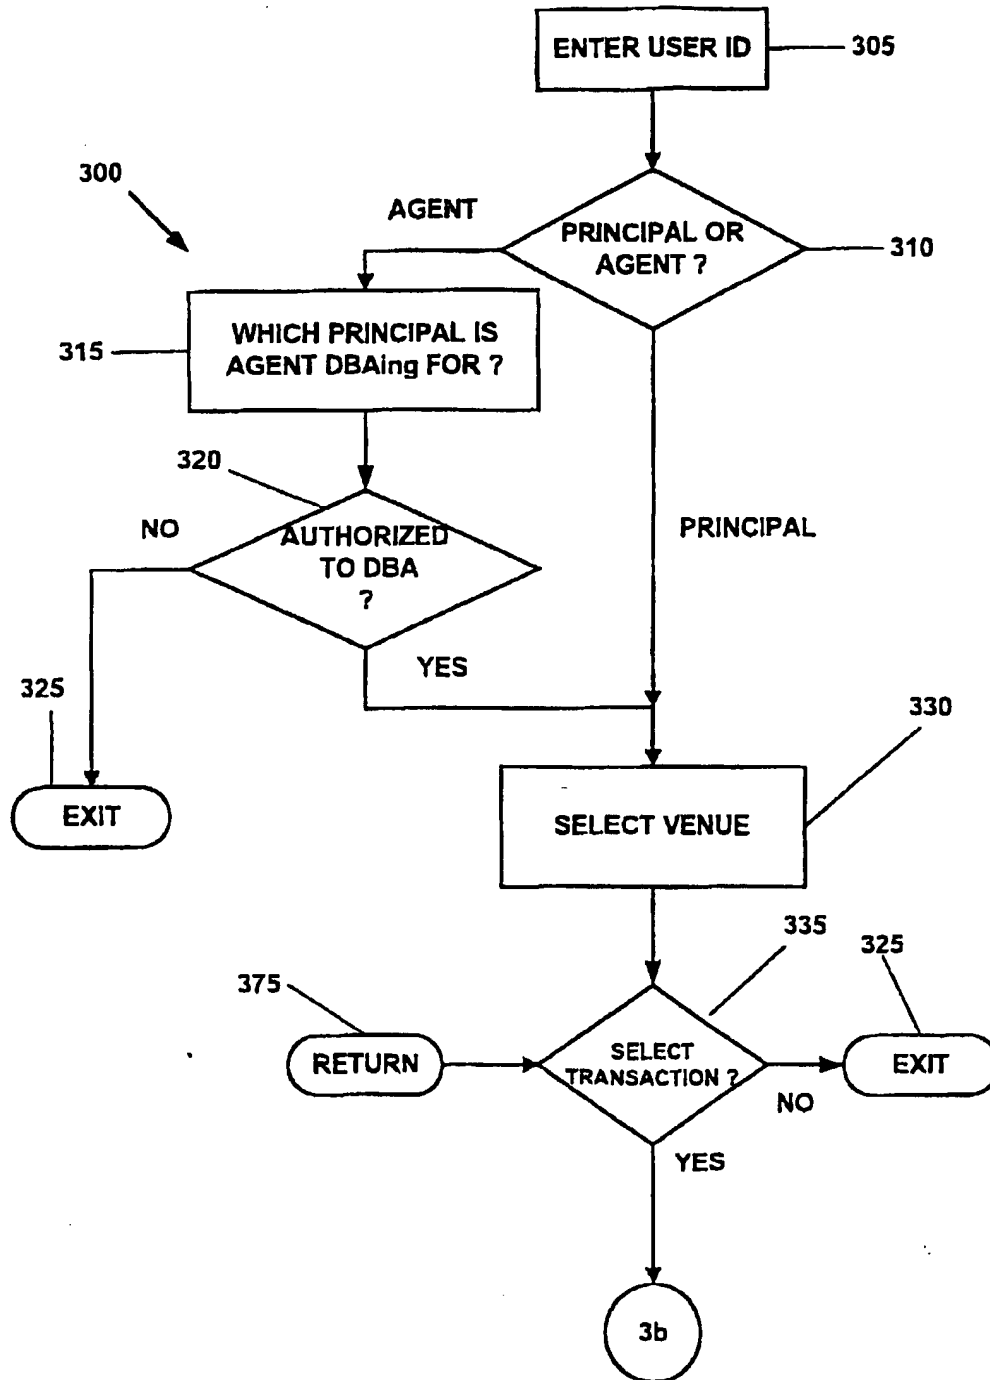 ENTER USER ID
305
300
AGENT
PRINCIPAL OR
AGENT ?
310
315
WHICH PRINCIPAL IS
AGENT DBAing FOR ?
320
NO
AUTHORIZED
TO DBA
?
PRINCIPAL
YES
325
EXIT
330
SELECT VENUE
335
325
375
RETURN
SELECT
TRANSACTION ?
EXIT
NO
YES
3b